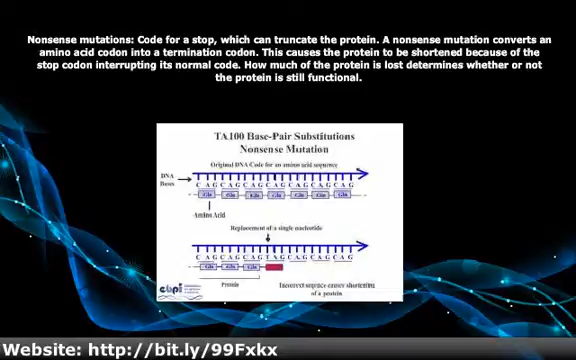 Nonsense mutations: Code for a stop, which can truncate the protein. A nonsense mutation converts an
amino acid codon into a termination codon. This causes the protein to be shortened because of the
stop codon interrupting its normal code. How much of the protein is lost determines whether or not
the protein is still functional.
TA100 Base-Pair Substitutions
Nonsense Mutation
Original DNA Code for an amino acid sequence
DNA
Bases
C A G C A G C A G C A G C A G C A G C A G
Gln Gln Gln Gln Gln Gln Gln
Amino Acid
Replacement of a single nucleotide
C A G C A G C A G T A G C A G C A G C A G
Gln Gln Gln
Protein
Incorrect sequence causes shortening
of a protein
Website: http://bit.ly/99Fxkx